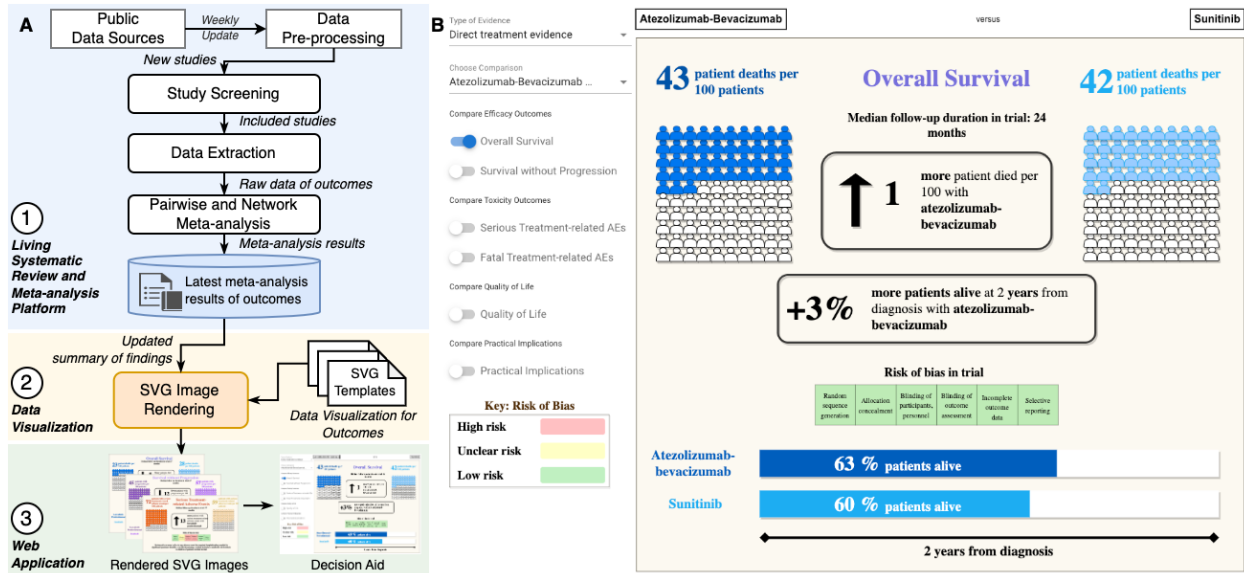 A
Public
Data Sources
Weekly
Update
Data
Pre-processing
New studies
Study Screening
Included studies
Data Extraction
Raw data of outcomes
Pairwise and Network
Meta-analysis
Meta-analysis results
Latest meta-analysis
results of outcomes
1
Living
Systematic
Review and
Meta-analysis
Platform
Updated
summary of findings
SVG Image
Rendering
SVG
Templates
Data Visualization for
Outcomes
2
Data
Visualization
3
Web
Application
Rendered SVG Images
Decision Aid
B
Type of Evidence
Direct treatment evidence
Choose Comparison
Atezolizumab-Bevacizumab ...
Compare Efficacy Outcomes
Overall Survival
Survival without Progression
Compare Toxicity Outcomes
Serious Treatment-related AEs
Fatal Treatment-related AEs
Compare Quality of Life
Quality of Life
Compare Practical Implications
Practical Implications
Key: Risk of Bias
High risk
Unclear risk
Low risk
Atezolizumab-Bevacizumab
versus
Sunitinib
43 patient deaths per
100 patients
Overall Survival
42 patient deaths per
100 patients
Median follow-up duration in trial: 24
months
1
more patient died per
100 with
atezolizumab-
bevacizumab
+3%
more patients alive at 2 years from
diagnosis with atezolizumab-
bevacizumab
Risk of bias in trial
Random
sequence
generation
Allocation
concealment
Blinding of
participants,
personnel
Blinding of
outcome
assessment
Incomplete
outcome
data
Selective
reporting
Atezolizumab-
bevacizumab
63 % patients alive
Sunitinib
60 % patients alive
2 years from diagnosis